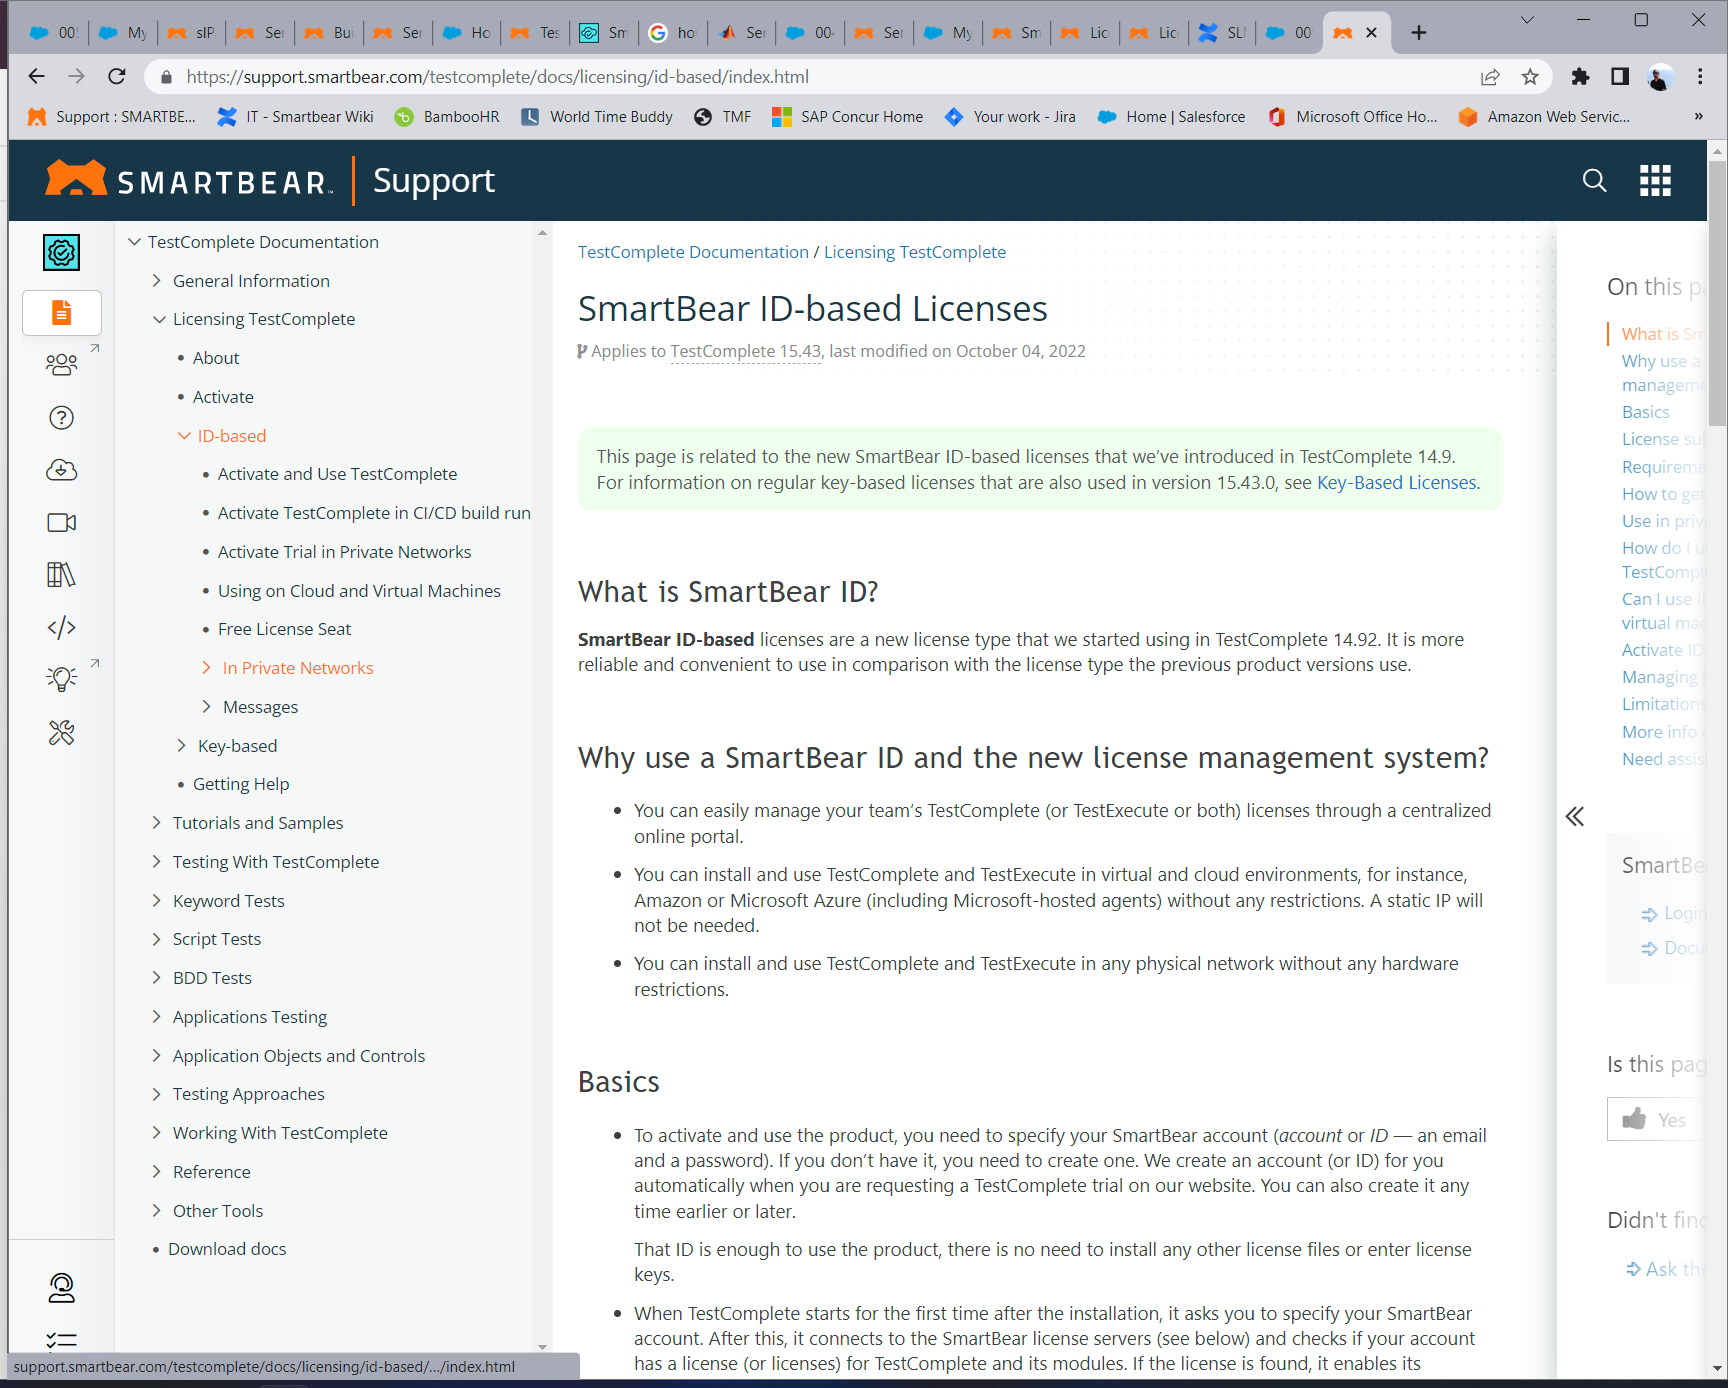 00
My
sIP
Ser
Bui
Ser
Ho
Tes
Sm
ho
Ser
00
Ser
My
Sm
Lic
Lic
SLI
00
https://support.smartbear.com/testcomplete/docs/licensing/id-based/index.html
Support : SMARTBE...
IT - Smartbear Wiki
BambooHR
World Time Buddy
TMF
SAP Concur Home
Your work - Jira
Home | Salesforce
Microsoft Office Ho...
Amazon Web Servic...
»
SMARTBEAR™ | Support
TestComplete Documentation
General Information
Licensing TestComplete
• About
• Activate
ID-based
• Activate and Use TestComplete
• Activate TestComplete in CI/CD build run
• Activate Trial in Private Networks
• Using on Cloud and Virtual Machines
• Free License Seat
In Private Networks
Messages
Key-based
• Getting Help
Tutorials and Samples
Testing With TestComplete
Keyword Tests
Script Tests
BDD Tests
Applications Testing
Application Objects and Controls
Testing Approaches
Working With TestComplete
Reference
Other Tools
• Download docs
TestComplete Documentation / Licensing TestComplete
SmartBear ID-based Licenses
Applies to TestComplete 15.43, last modified on October 04, 2022
This page is related to the new SmartBear ID-based licenses that we’ve introduced in TestComplete 14.9.
For information on regular key-based licenses that are also used in version 15.43.0, see Key-Based Licenses.
What is SmartBear ID?
SmartBear ID-based licenses are a new license type that we started using in TestComplete 14.92. It is more
reliable and convenient to use in comparison with the license type the previous product versions use.
Why use a SmartBear ID and the new license management system?
• You can easily manage your team’s TestComplete (or TestExecute or both) licenses through a centralized
online portal.
• You can install and use TestComplete and TestExecute in virtual and cloud environments, for instance,
Amazon or Microsoft Azure (including Microsoft-hosted agents) without any restrictions. A static IP will
not be needed.
• You can install and use TestComplete and TestExecute in any physical network without any hardware
restrictions.
Basics
• To activate and use the product, you need to specify your SmartBear account (account or ID — an email
and a password). If you don’t have it, you need to create one. We create an account (or ID) for you
automatically when you are requesting a TestComplete trial on our website. You can also create it any
time earlier or later.
That ID is enough to use the product, there is no need to install any other license files or enter license
keys.
• When TestComplete starts for the first time after the installation, it asks you to specify your SmartBear
account. After this, it connects to the SmartBear license servers (see below) and checks if your account
has a license (or licenses) for TestComplete and its modules. If the license is found, it enables its
On this pa
What is Sm
Why use a
manageme
Basics
License su
Requireme
How to get
Use in priv
How do I u
TestCompl
Can I use I
virtual mac
Activate ID
Managing
Limitations
More info o
Need assis
SmartBe
Login
Docu
Is this pag
Yes
Didn't find
Ask the
support.smartbear.com/testcomplete/docs/licensing/id-based/.../index.html